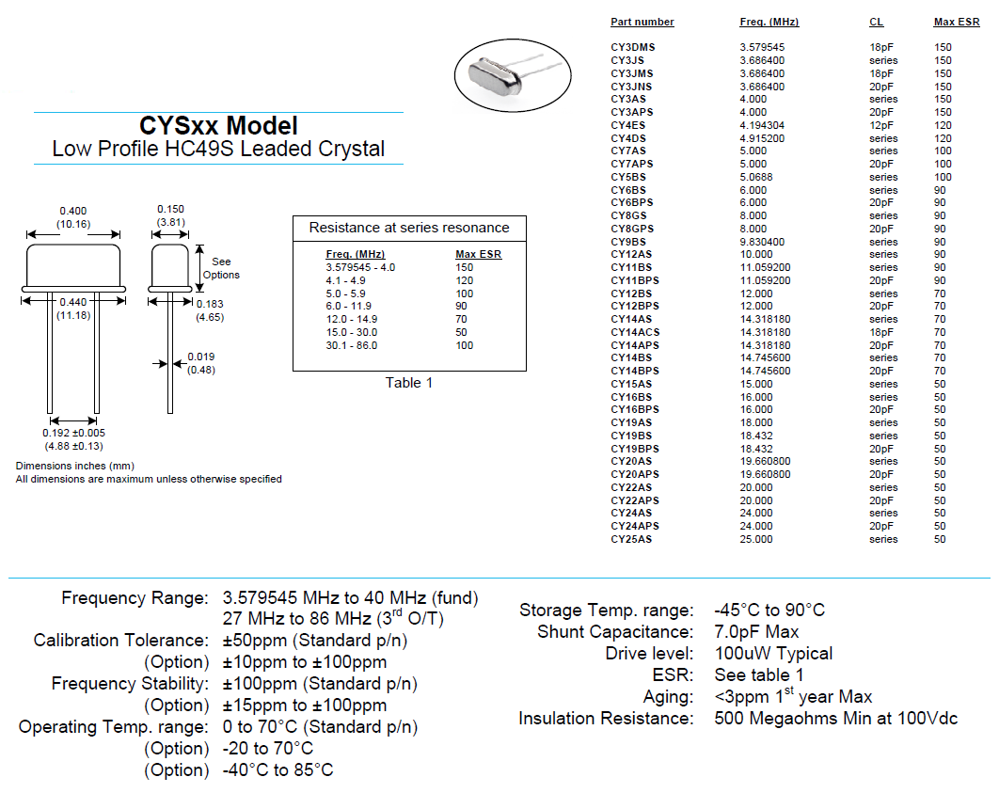 CYSxx Model
Low Profile HC49S Leaded Crystal
0.400
(10.16)
0.150
(3.81)
See
Options
0.440
(11.18)
0.183
(4.65)
0.019
(0.48)
0.192 ±0.005
(4.88 ±0.13)
Dimensions inches (mm)
All dimensions are maximum unless otherwise specified
Resistance at series resonance
Freq. (MHz) Max ESR
3.579545 - 4.0 150
4.1 - 4.9 120
5.0 - 5.9 100
6.0 - 11.9 90
12.0 - 14.9 70
15.0 - 30.0 50
30.1 - 86.0 100
Table 1
Part number Freq. (MHz) CL Max ESR
CY3DMS 3.579545 18pF 150
CY3JS 3.686400 series 150
CY3JMS 3.686400 18pF 150
CY3JNS 3.686400 20pF 150
CY3AS 4.000 series 150
CY3APS 4.000 20pF 150
CY4ES 4.194304 12pF 120
CY4DS 4.915200 series 120
CY7AS 5.000 series 100
CY7APS 5.000 20pF 100
CY5BS 5.0688 series 100
CY6BS 6.000 series 90
CY6BPS 6.000 20pF 90
CY8GS 8.000 series 90
CY8GPS 8.000 20pF 90
CY9BS 9.830400 series 90
CY12AS 10.000 series 90
CY11BS 11.059200 series 90
CY11BPS 11.059200 20pF 90
CY12BS 12.000 series 70
CY12BPS 12.000 20pF 70
CY14AS 14.318180 series 70
CY14ACS 14.318180 18pF 70
CY14APS 14.318180 20pF 70
CY14BS 14.745600 series 70
CY14BPS 14.745600 20pF 70
CY15AS 15.000 series 50
CY16BS 16.000 series 50
CY16BPS 16.000 20pF 50
CY19AS 18.000 series 50
CY19BS 18.432 series 50
CY19BPS 18.432 20pF 50
CY20AS 19.660800 series 50
CY20APS 19.660800 20pF 50
CY22AS 20.000 series 50
CY22APS 20.000 20pF 50
CY24AS 24.000 series 50
CY24APS 24.000 20pF 50
CY25AS 25.000 series 50
Frequency Range: 3.579545 MHz to 40 MHz (fund)
27 MHz to 86 MHz (3rd O/T)
Calibration Tolerance: ±50ppm (Standard p/n)
(Option) ±10ppm to ±100ppm
Frequency Stability: ±100ppm (Standard p/n)
(Option) ±15ppm to ±100ppm
Operating Temp. range: 0 to 70°C (Standard p/n)
(Option) -20 to 70°C
(Option) -40°C to 85°C
Storage Temp. range: -45°C to 90°C
Shunt Capacitance: 7.0pF Max
Drive level: 100uW Typical
ESR: See table 1
Aging: <3ppm 1st year Max
Insulation Resistance: 500 Megaohms Min at 100Vdc